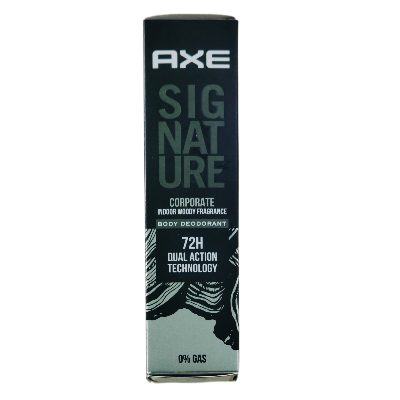 AXE
SIG
NAT
URE
CORPORATE
INDOOR WOODY FRAGRANCE
BODY DEODORANT
72H
DUAL ACTION
TECHNOLOGY
0% GAS